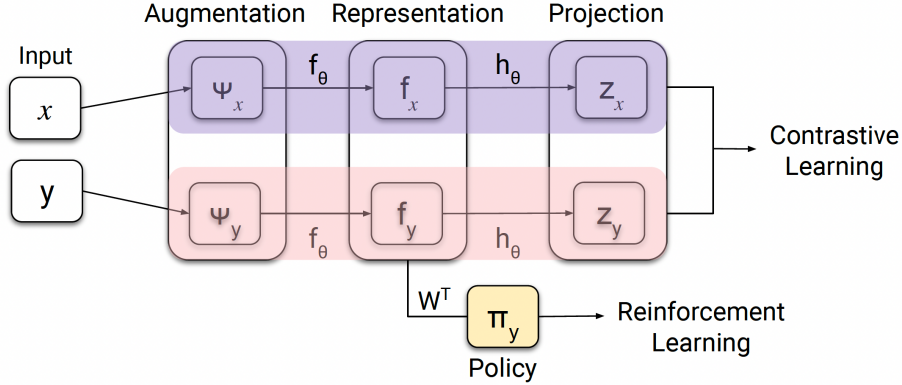 Augmentation Representation Projection
Input
x
Ψx
fθ
fx
hθ
zx
Contrastive
Learning
y
Ψy
fθ
fy
hθ
zy
Wᵀ
πy
Policy
Reinforcement
Learning